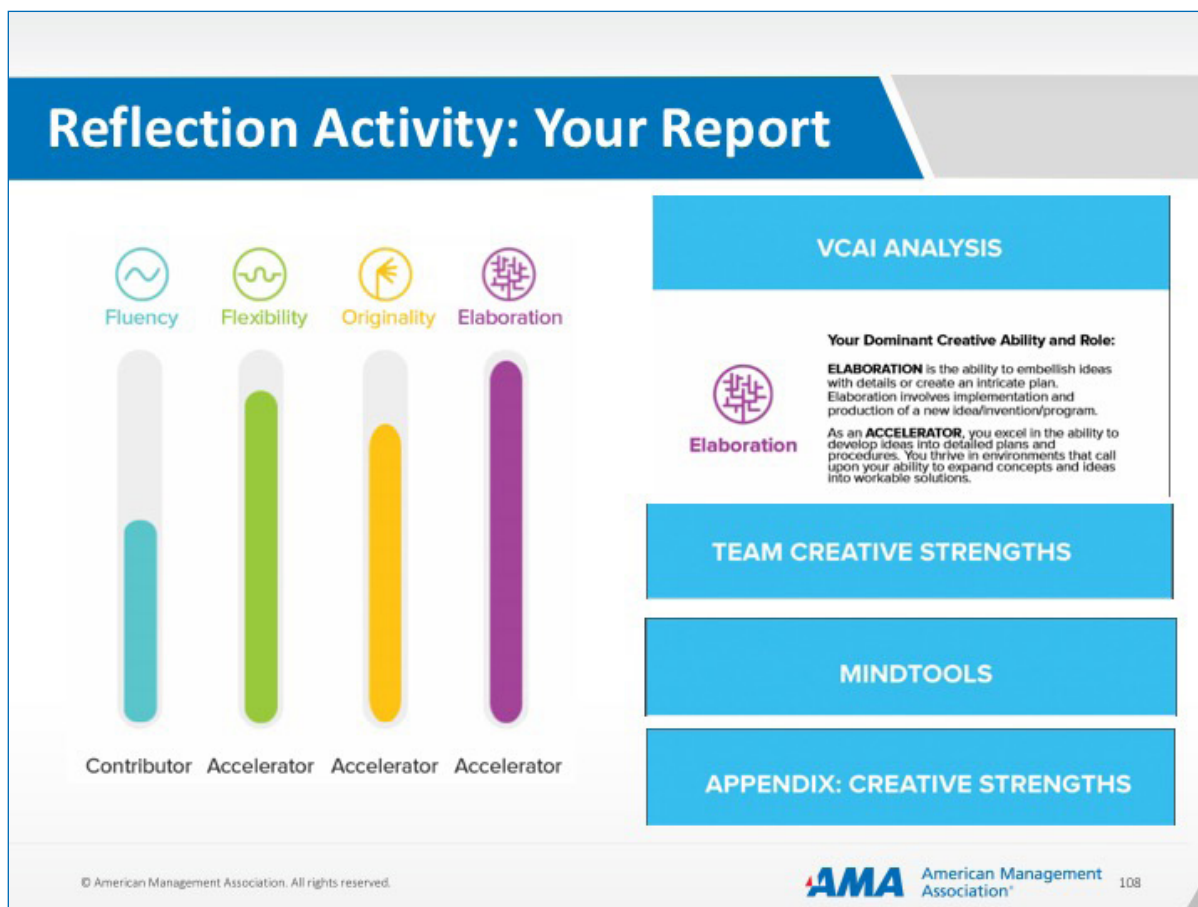 Reflection Activity: Your Report
Fluency
Flexibility
Originality
Elaboration
Contributor
Accelerator
Accelerator
Accelerator
VCAI ANALYSIS
Elaboration
Your Dominant Creative Ability and Role:
ELABORATION is the ability to embellish ideas
with details or create an intricate plan.
Elaboration involves implementation and
production of a new idea/invention/program.
As an ACCELERATOR, you excel in the ability to
develop ideas into detailed plans and
procedures. You thrive in environments that call
upon your ability to expand concepts and ideas
into workable solutions.
TEAM CREATIVE STRENGTHS
MINDTOOLS
APPENDIX: CREATIVE STRENGTHS
© American Management Association. All rights reserved.
AMA
American Management
Association®
108